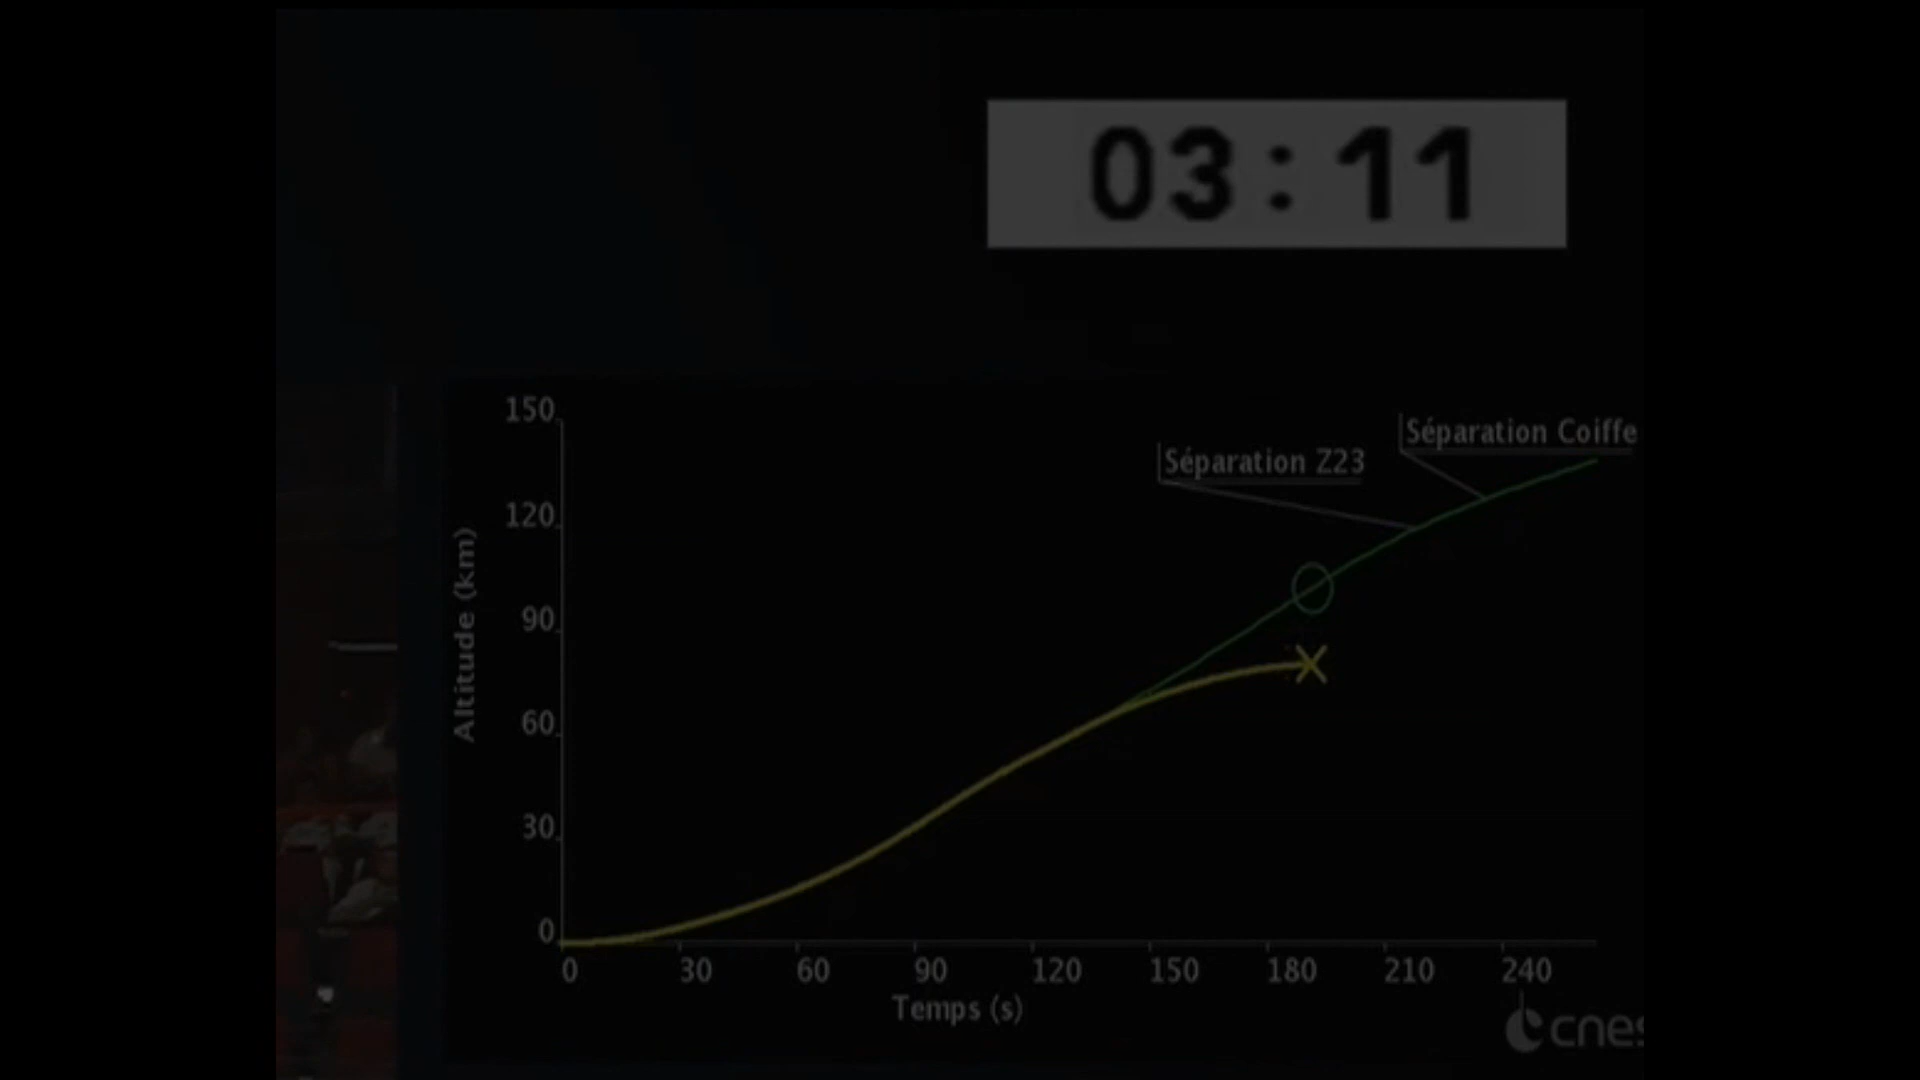 03:11
150
120
90
60
30
0
Altitude (km)
Séparation Z23
Séparation Coiffe
0 30 60 90 120 150 180 210 240
Temps (s)
cnes